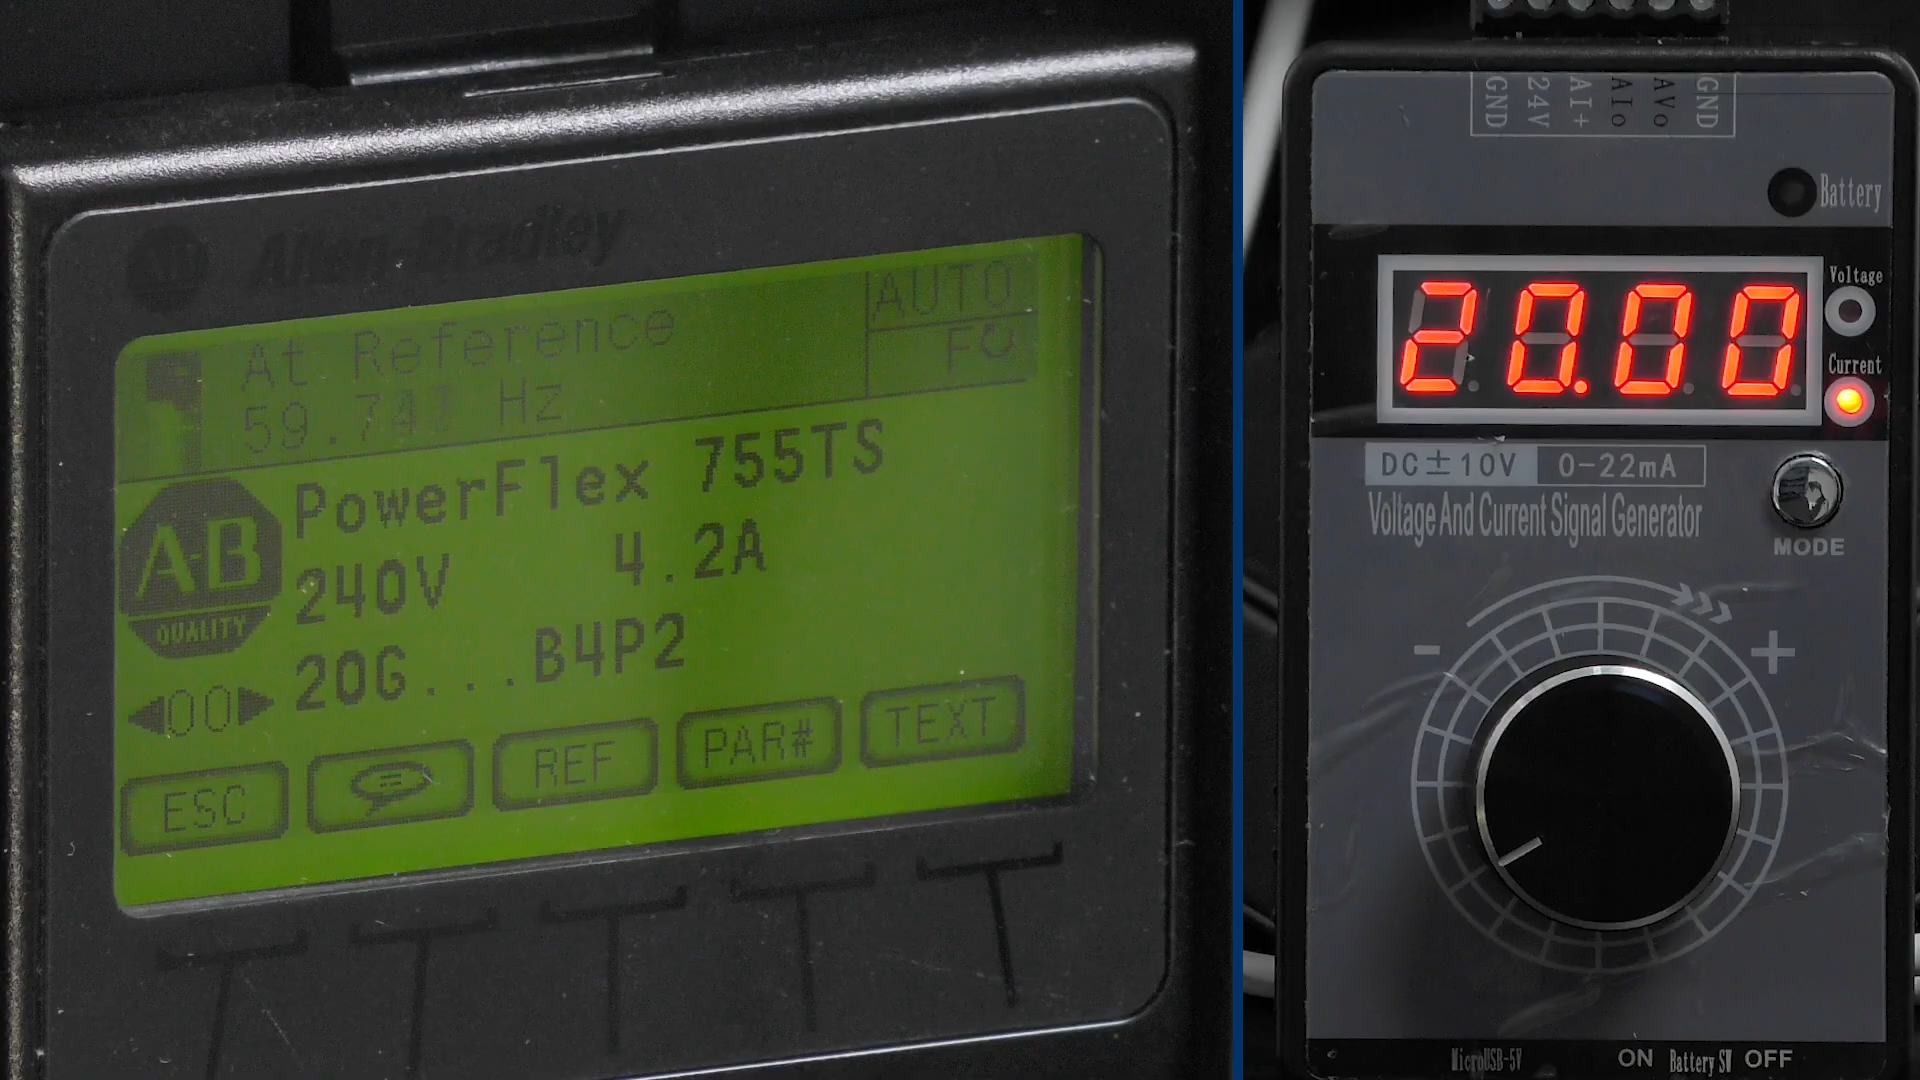 Allen-Bradley
At Reference
AUTO
Hz
F
PowerFlex 755TS
A-B
QUALITY
240V 4.2A
20G...B4P2
00
ESC
REF
PAR#
TEXT
GND
24V
AI+
AIo
AVo
GND
Battery
20.00
Voltage
Current
DC±10V 0-22mA
Voltage And Current Signal Generator
MODE
- +
MicroUSB-5V
ON Battery SW OFF